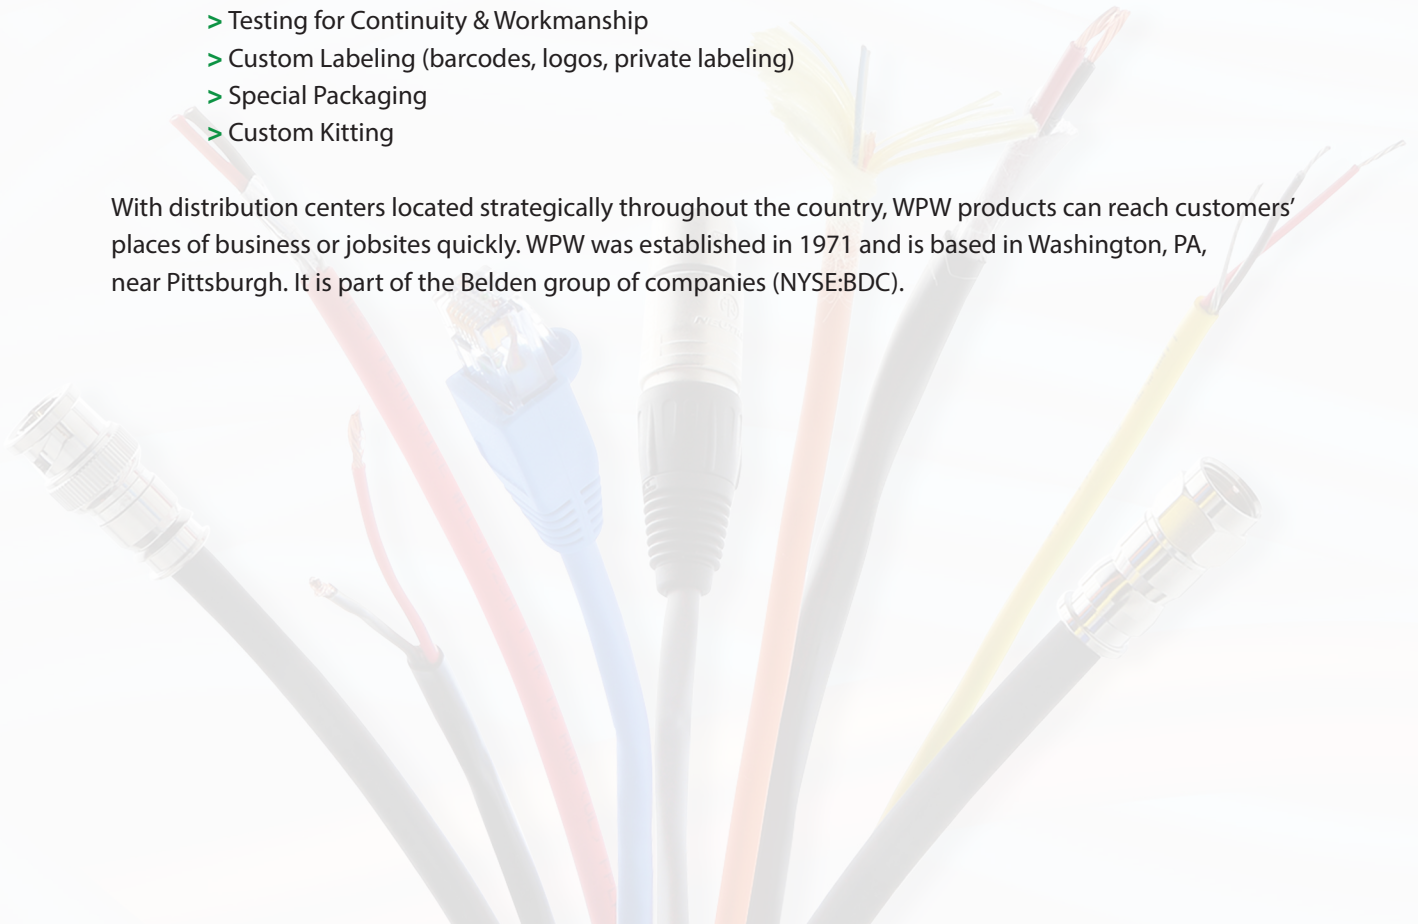 > Testing for Continuity & Workmanship
> Custom Labeling (barcodes, logos, private labeling)
> Special Packaging
> Custom Kitting
With distribution centers located strategically throughout the country, WPW products can reach customers’
places of business or jobsites quickly. WPW was established in 1971 and is based in Washington, PA,
near Pittsburgh. It is part of the Belden group of companies (NYSE:BDC).